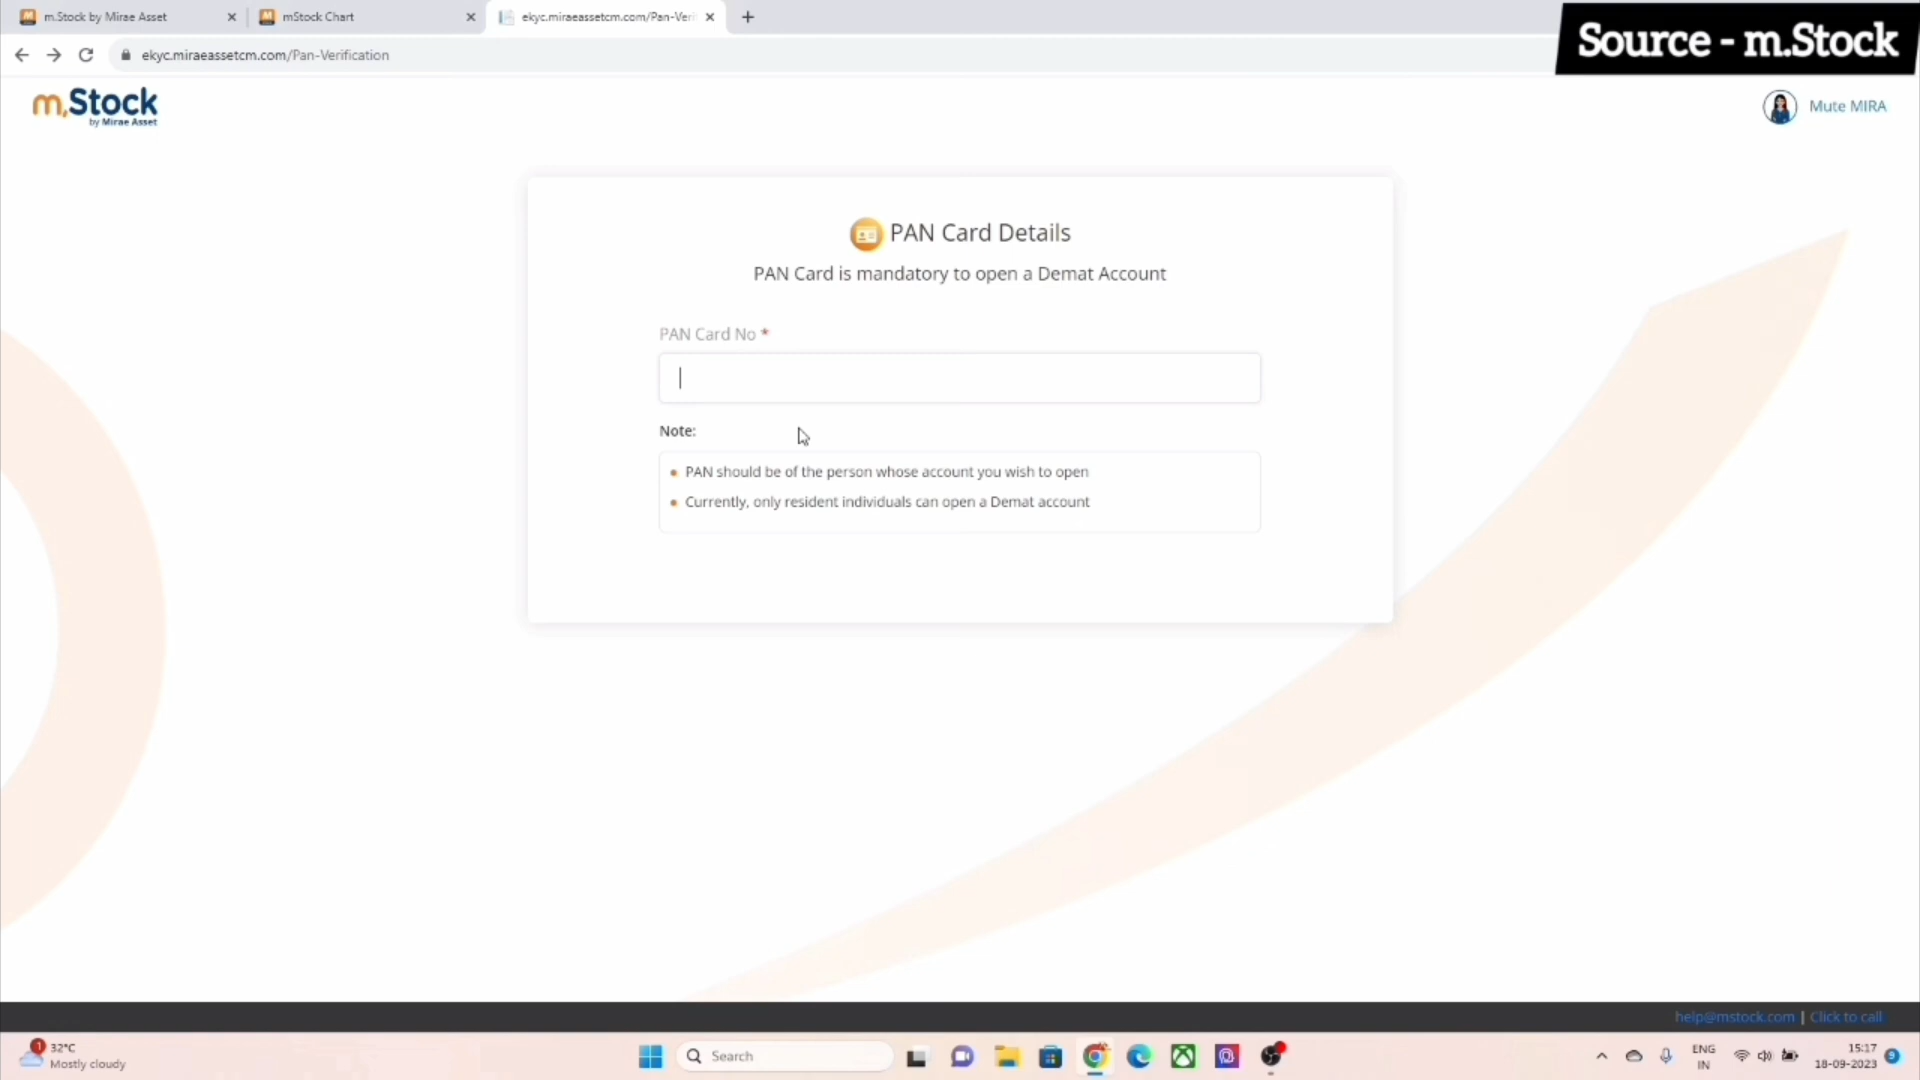 m.Stock by Mirae Asset
mStock Chart
ekyc.miraeassetcm.com/Pan-Veri
ekyc.miraeassetcm.com/Pan-Verification
Source - m.Stock
m.Stock
by Mirae Asset
Mute MIRA
PAN Card Details
PAN Card is mandatory to open a Demat Account
PAN Card No *
Note:
PAN should be of the person whose account you wish to open
Currently, only resident individuals can open a Demat account
help@mstock.com | Click to call
1
32°C
Mostly cloudy
Search
ENG
IN
15:17
18-09-2023
9